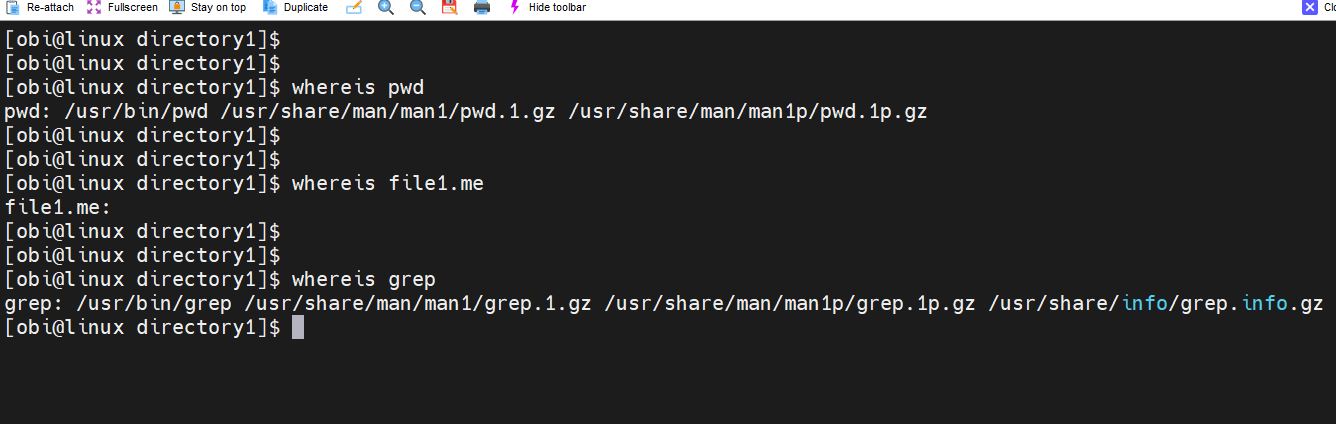 Re-attach Fullscreen Stay on top Duplicate Hide toolbar Clo
[obi@linux directory1]$
[obi@linux directory1]$
[obi@linux directory1]$ whereis pwd
pwd: /usr/bin/pwd /usr/share/man/man1/pwd.1.gz /usr/share/man/man1p/pwd.1p.gz
[obi@linux directory1]$
[obi@linux directory1]$
[obi@linux directory1]$ whereis file1.me
file1.me:
[obi@linux directory1]$
[obi@linux directory1]$
[obi@linux directory1]$ whereis grep
grep: /usr/bin/grep /usr/share/man/man1/grep.1.gz /usr/share/man/man1p/grep.1p.gz /usr/share/info/grep.info.gz
[obi@linux directory1]$